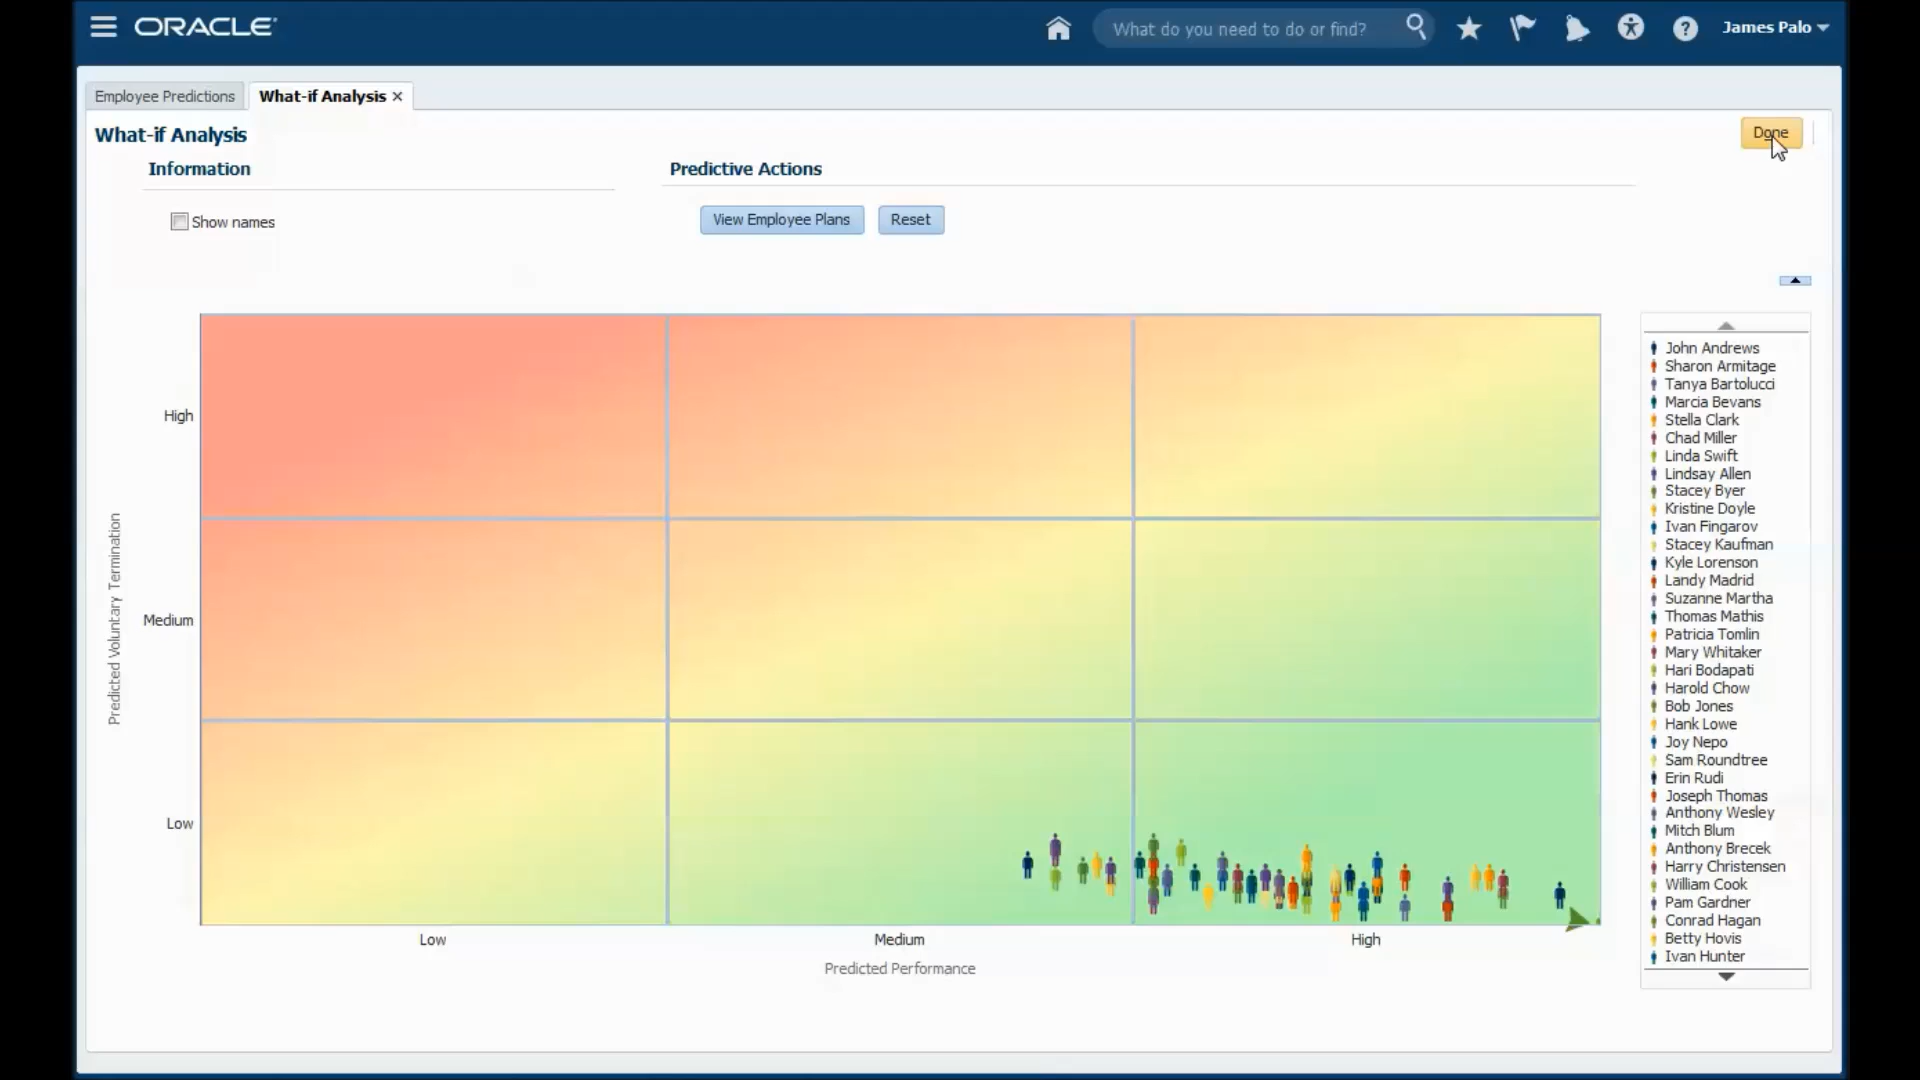 ORACLE
What do you need to do or find?
James Palo
Employee Predictions
What-if Analysis
What-if Analysis
Done
Information
Predictive Actions
Show names
View Employee Plans
Reset
High
Medium
Low
Predicted Voluntary Termination
Low
Medium
High
Predicted Performance
John Andrews
Sharon Armitage
Tanya Bartolucci
Marcia Bevans
Stella Clark
Chad Miller
Linda Swift
Lindsay Allen
Stacey Byer
Kristine Doyle
Ivan Fingarov
Stacey Kaufman
Kyle Lorenson
Landy Madrid
Suzanne Martha
Thomas Mathis
Patricia Tomlin
Mary Whitaker
Hari Bodapati
Harold Chow
Bob Jones
Hank Lowe
Joy Nepo
Sam Roundtree
Erin Rudi
Joseph Thomas
Anthony Wesley
Mitch Blum
Anthony Brecek
Harry Christensen
William Cook
Pam Gardner
Conrad Hagan
Betty Hovis
Ivan Hunter